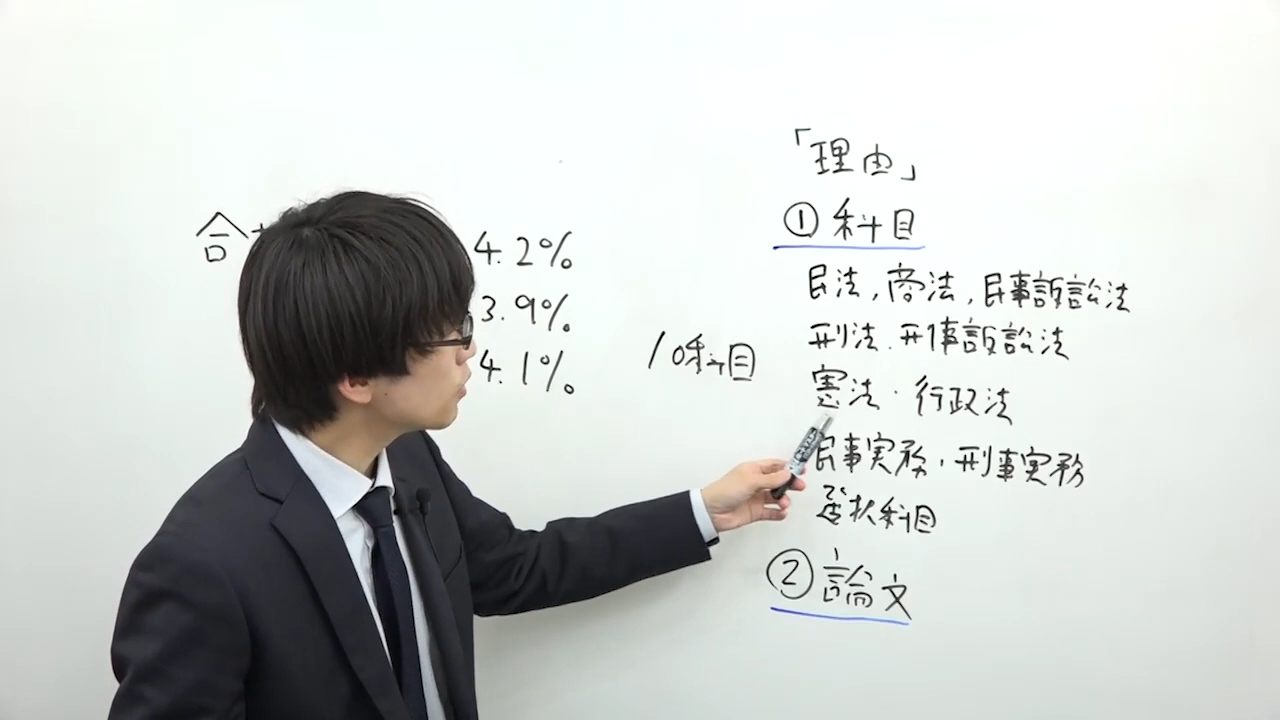 合
4.2%
3.9%
4.1%
10科目
「理由」
① 科目
民法,商法,民事訴訟法
刑法.刑事訴訟法
憲法・行政法
民事実務・刑事実務
選択科目
② 論文